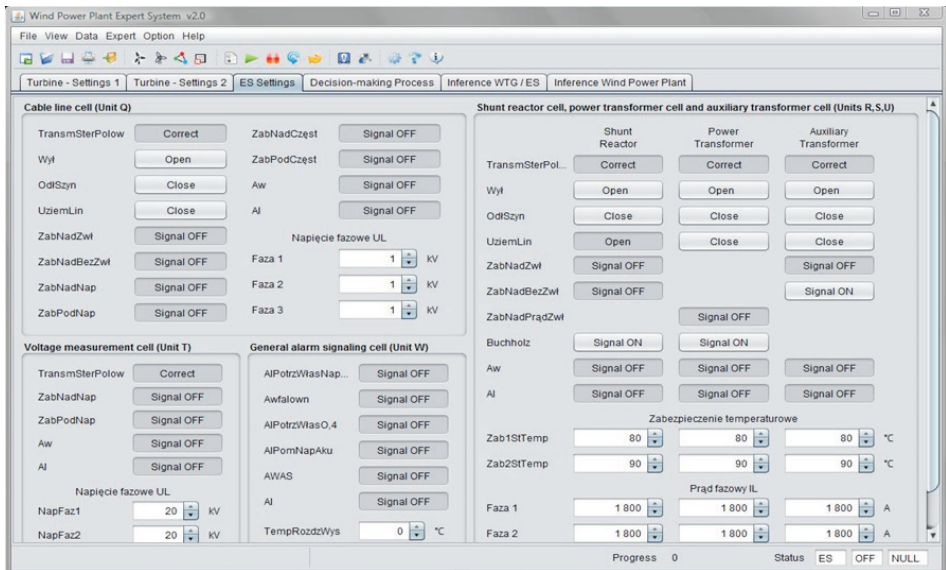 Wind Power Plant Expert System v2.0
File View Data Expert Option Help
Turbine - Settings 1 Turbine - Settings 2 ES Settings Decision-making Process Inference WTG / ES Inference Wind Power Plant
Cable line cell (Unit Q)
TransmSterPolow Correct ZabNadCzęst Signal OFF
Wył Open ZabPodCzęst Signal OFF
OdłSzyn Close Aw Signal OFF
UziemLin Close Al Signal OFF
ZabNadZwł Signal OFF Napięcie fazowe UL
ZabNadBezZwł Signal OFF Faza 1 1 kV
ZabNadNap Signal OFF Faza 2 1 kV
ZabPodNap Signal OFF Faza 3 1 kV
Voltage measurement cell (Unit T)
TransmSterPolow Correct
ZabNadNap Signal OFF
ZabPodNap Signal OFF
Aw Signal OFF
Al Signal OFF
Napięcie fazowe UL
NapFaz1 20 kV
NapFaz2 20 kV
General alarm signaling cell (Unit W)
AlPotrzWłasNap... Signal OFF
Awfalown Signal OFF
AlPotrzWłasO,4 Signal OFF
AlPomNapAku Signal OFF
AWAS Signal OFF
Al Signal OFF
TempRozdzWys 0 °C
Shunt reactor cell, power transformer cell and auxiliary transformer cell (Units R,S,U)
Shunt Power Auxiliary
Reactor Transformer Transformer
TransmSterPol... Correct Correct Correct
Wył Open Open Open
OdłSzyn Close Close Close
UziemLin Open Close Close
ZabNadZwł Signal OFF Signal OFF
ZabNadBezZwł Signal OFF Signal ON
ZabNadPrądZwł Signal OFF
Buchholz Signal ON Signal ON
Aw Signal OFF Signal OFF Signal OFF
Al Signal OFF Signal OFF Signal OFF
Zabezpieczenie temperaturowe
Zab1StTemp 80 80 80 °C
Zab2StTemp 90 90 90 °C
Prąd fazowy IL
Faza 1 1 800 1 800 1 800 A
Faza 2 1 800 1 800 1 800 A
Progress 0 Status ES OFF NULL